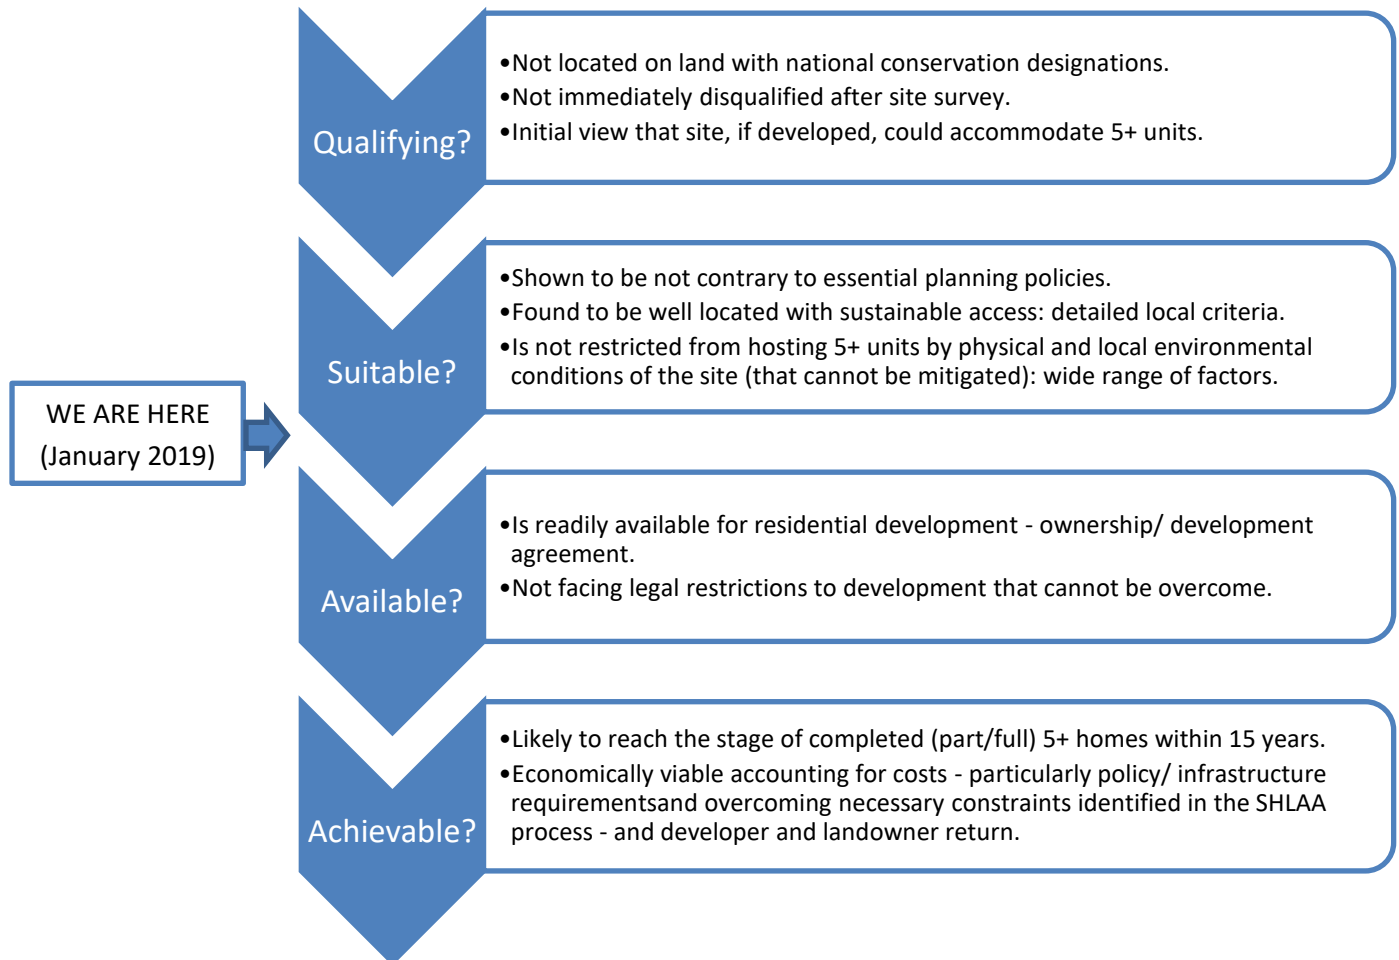 Qualifying?
•Not located on land with national conservation designations.
•Not immediately disqualified after site survey.
•Initial view that site, if developed, could accommodate 5+ units.
Suitable?
•Shown to be not contrary to essential planning policies.
•Found to be well located with sustainable access: detailed local criteria.
•Is not restricted from hosting 5+ units by physical and local environmental
conditions of the site (that cannot be mitigated): wide range of factors.
WE ARE HERE
(January 2019)
Available?
•Is readily available for residential development - ownership/ development
agreement.
•Not facing legal restrictions to development that cannot be overcome.
Achievable?
•Likely to reach the stage of completed (part/full) 5+ homes within 15 years.
•Economically viable accounting for costs - particularly policy/ infrastructure
requirementsand overcoming necessary constraints identified in the SHLAA
process - and developer and landowner return.